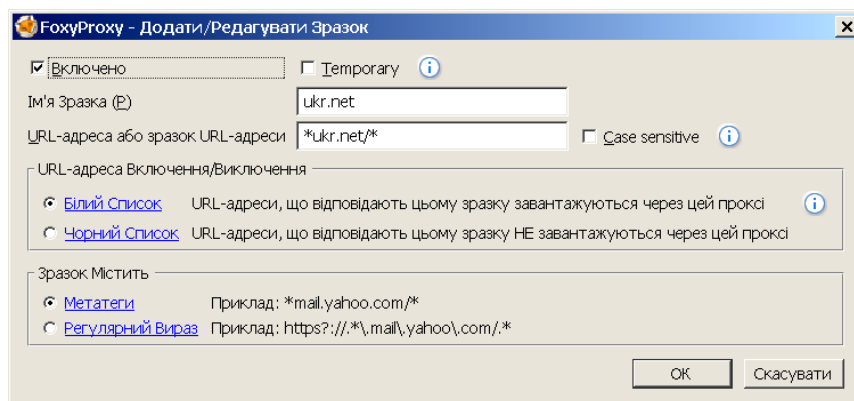 FoxyProxy - Додати/Редагувати Зразок
Включено Temporary
Ім'я Зразка (P) ukr.net
URL-адреса або зразок URL-адреси *ukr.net/* Case sensitive
URL-адреса Включення/Виключення
Білий Список URL-адреси, що відповідають цьому зразку завантажуються через цей проксі
Чорний Список URL-адреси, що відповідають цьому зразку НЕ завантажуються через цей проксі
Зразок Містить
Метатеги Приклад: *mail.yahoo.com/*
Регулярний Вираз Приклад: https?://.*\.mail\.yahoo\.com/.*
ОК Скасувати